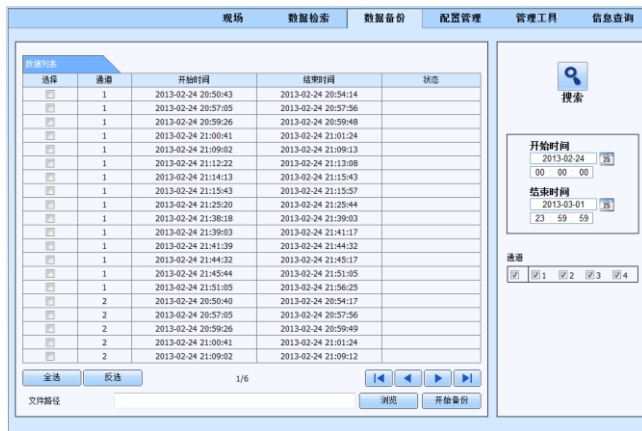 现场 数据检索 数据备份 配置管理 管理工具 信息查询
数据列表
选择 通道 开始时间 结束时间 状态
1 2013-02-24 20:50:43 2013-02-24 20:54:14
1 2013-02-24 20:57:05 2013-02-24 20:57:56
1 2013-02-24 20:59:26 2013-02-24 20:59:48
1 2013-02-24 21:00:41 2013-02-24 21:01:24
1 2013-02-24 21:09:02 2013-02-24 21:09:13
1 2013-02-24 21:12:22 2013-02-24 21:13:08
1 2013-02-24 21:14:13 2013-02-24 21:15:43
1 2013-02-24 21:15:43 2013-02-24 21:15:57
1 2013-02-24 21:25:20 2013-02-24 21:25:44
1 2013-02-24 21:38:18 2013-02-24 21:39:03
1 2013-02-24 21:39:03 2013-02-24 21:41:17
1 2013-02-24 21:41:39 2013-02-24 21:44:32
1 2013-02-24 21:44:32 2013-02-24 21:45:17
1 2013-02-24 21:45:44 2013-02-24 21:51:05
1 2013-02-24 21:51:05 2013-02-24 21:56:25
2 2013-02-24 20:50:40 2013-02-24 20:54:17
2 2013-02-24 20:57:05 2013-02-24 20:57:56
2 2013-02-24 20:59:26 2013-02-24 20:59:49
2 2013-02-24 21:00:41 2013-02-24 21:01:24
2 2013-02-24 21:09:02 2013-02-24 21:09:12
全选 反选 1/6
文件路径 浏览 开始备份
搜索
开始时间
2013-02-24 25
00 : 00 : 00
结束时间
2013-03-01 25
23 : 59 : 59
通道
1 2 3 4